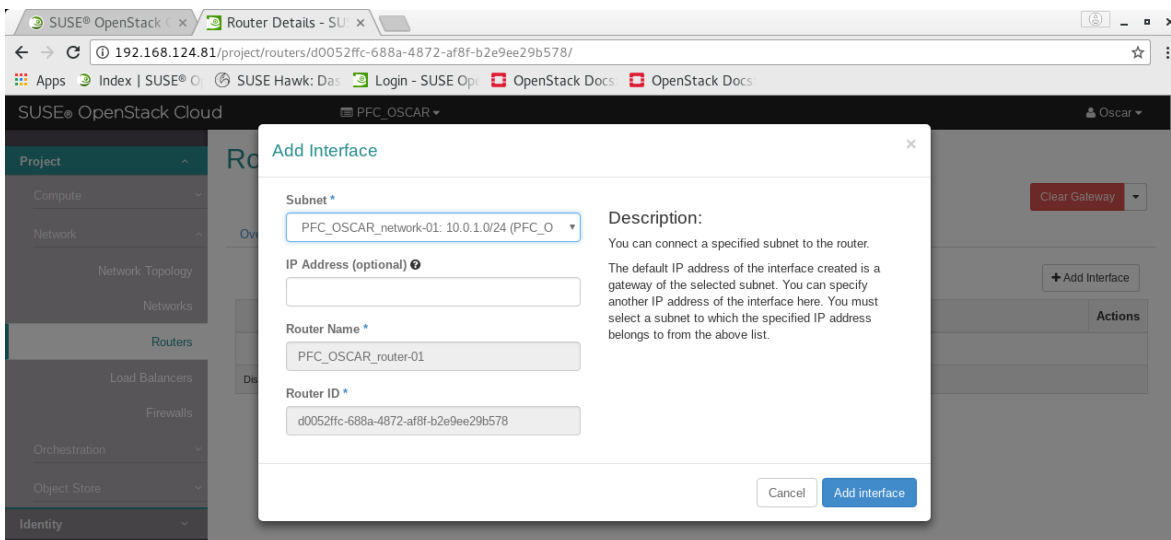 SUSE® OpenStack
Router Details - SU
192.168.124.81/project/routers/d0052ffc-688a-4872-af8f-b2e9ee29b578/
Apps Index | SUSE® O SUSE Hawk: Das Login - SUSE Ope OpenStack Docs: OpenStack Docs:
SUSE® OpenStack Cloud PFC_OSCAR Oscar
Project
Compute
Network
Network Topology
Networks
Routers
Load Balancers
Firewalls
Orchestration
Object Store
Identity
Ro
Clear Gateway
Ove
+ Add Interface
Actions
Dis
Add Interface ×
Subnet *
PFC_OSCAR_network-01: 10.0.1.0/24 (PFC_O
IP Address (optional) ?
Router Name *
PFC_OSCAR_router-01
Router ID *
d0052ffc-688a-4872-af8f-b2e9ee29b578
Description:
You can connect a specified subnet to the router.
The default IP address of the interface created is a
gateway of the selected subnet. You can specify
another IP address of the interface here. You must
select a subnet to which the specified IP address
belongs to from the above list.
Cancel Add interface